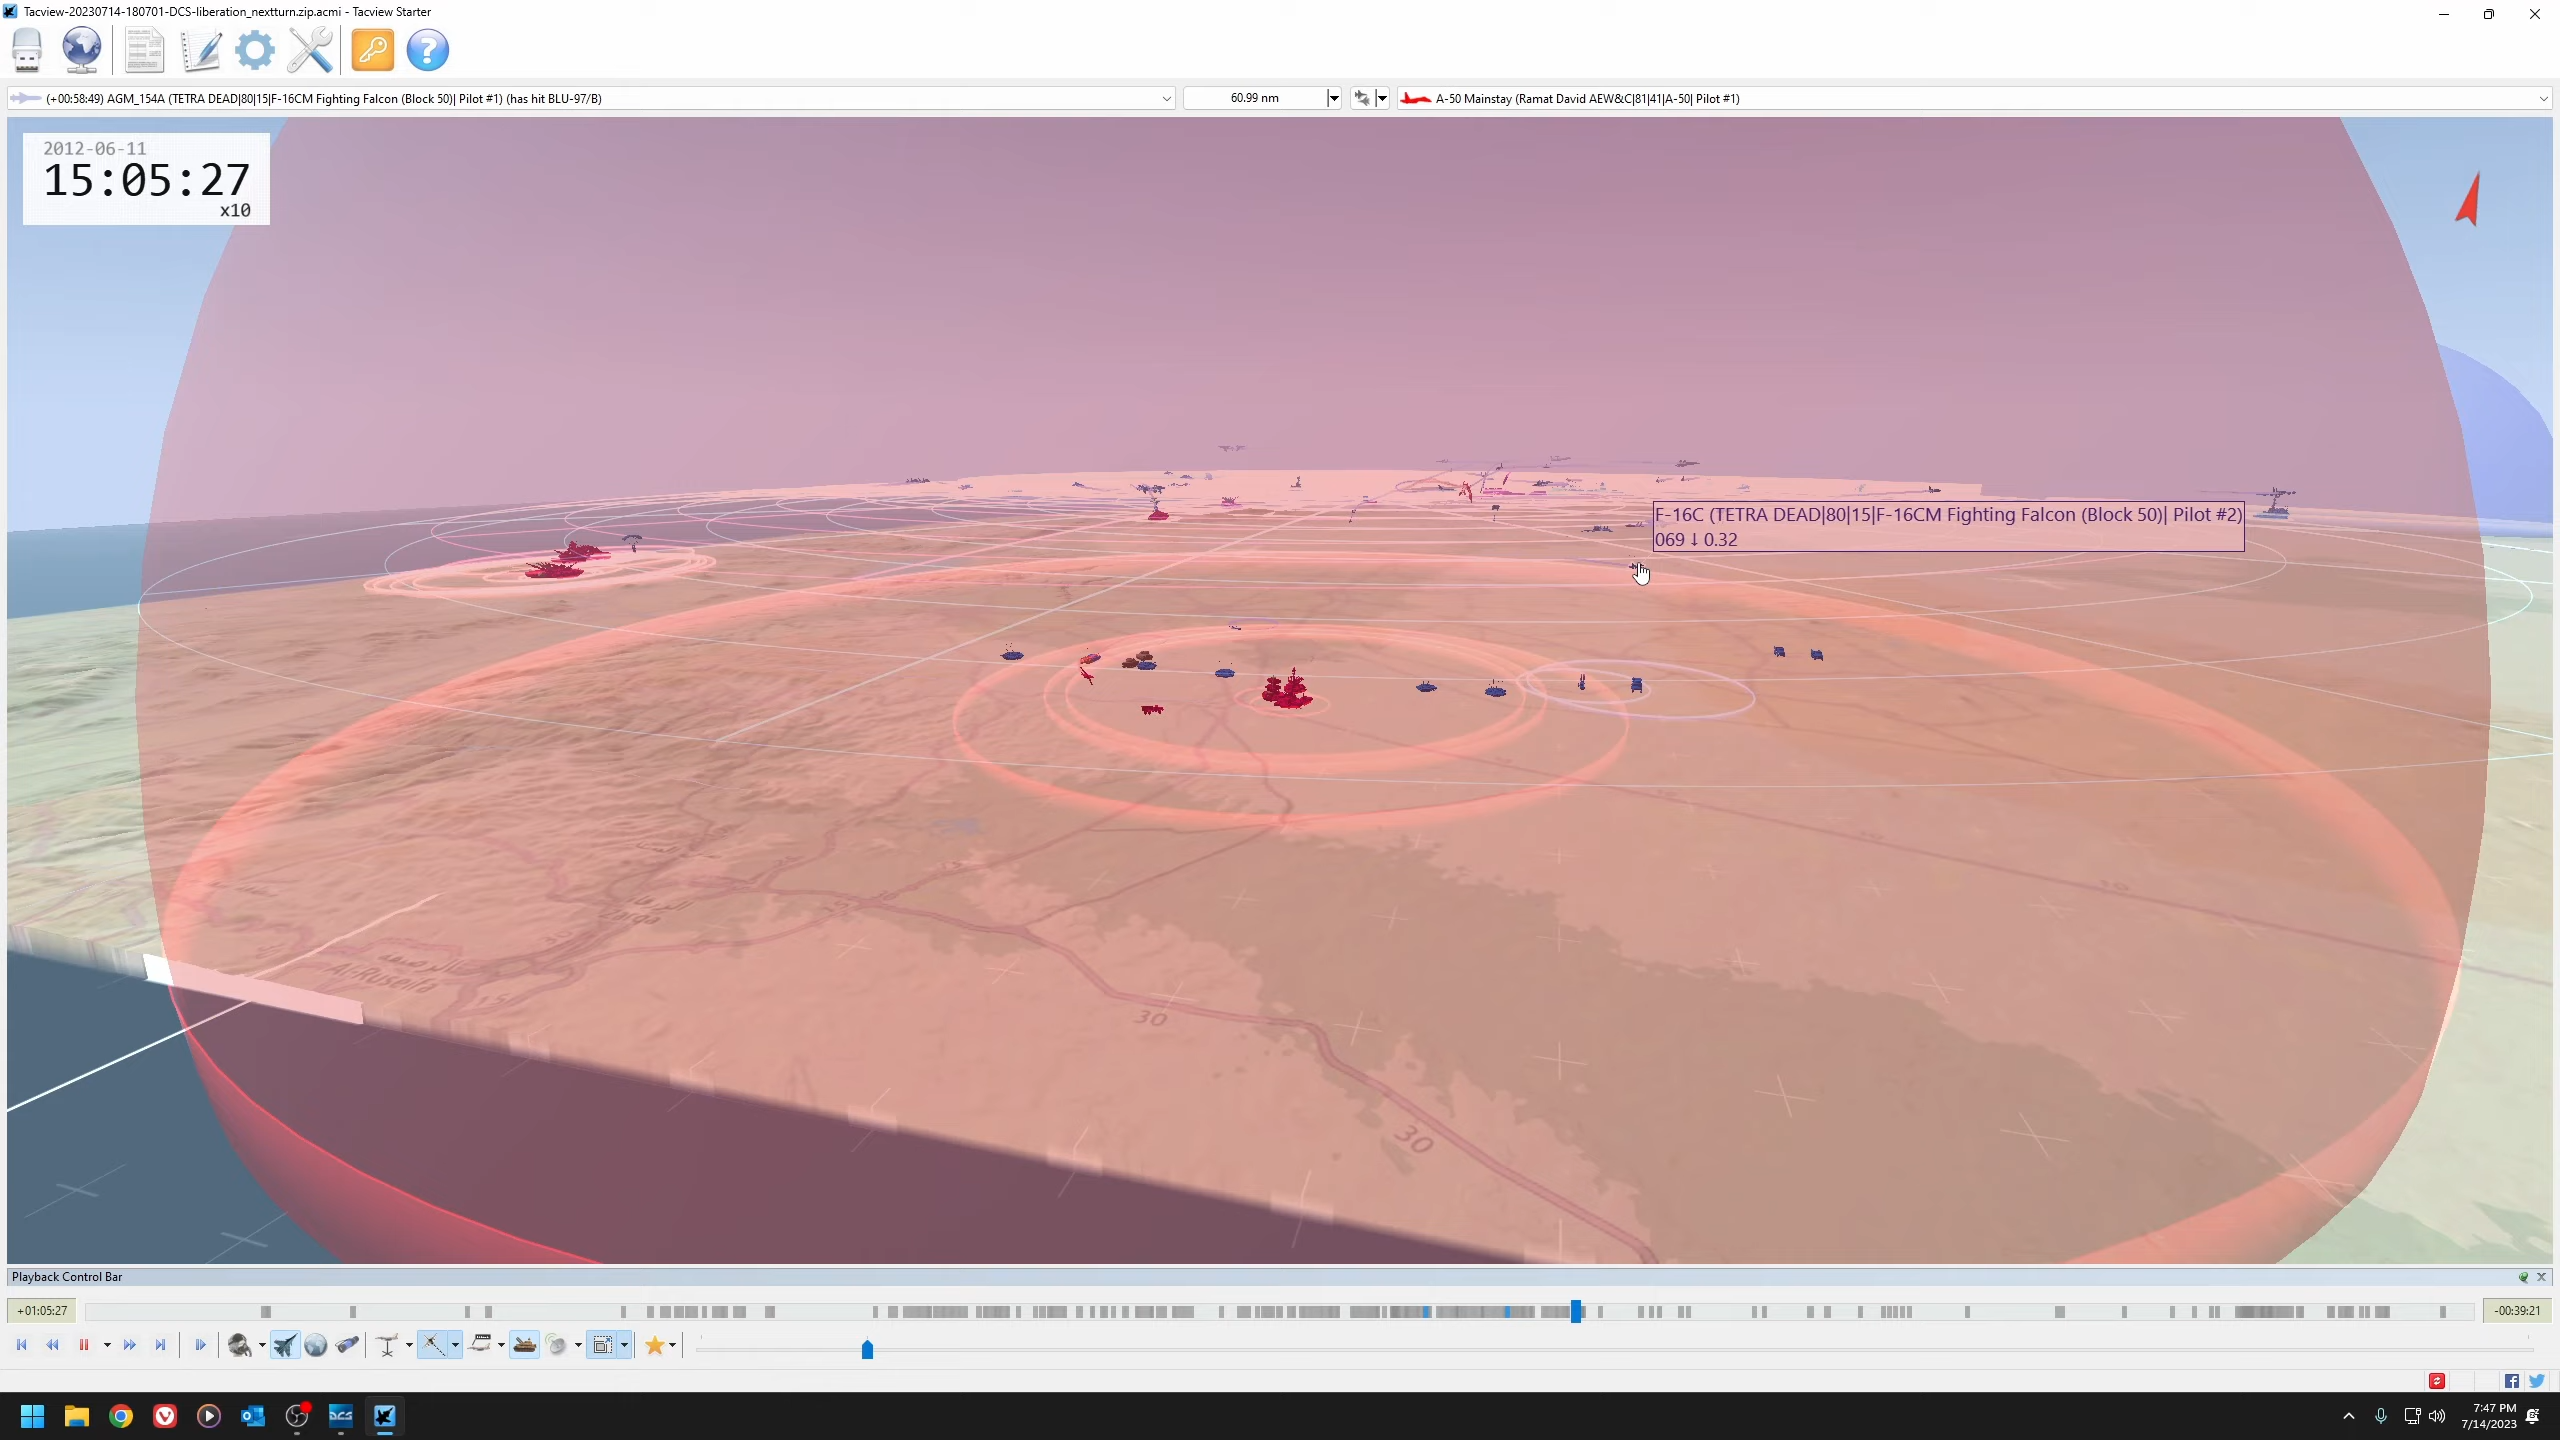 Tacview-20230714-180701-DCS-liberation_nextturn.zip.acmi - Tacview Starter
(+00:58:49) AGM_154A (TETRA DEAD|80|15|F-16CM Fighting Falcon (Block 50)| Pilot #1) (has hit BLU-97/B)
60.99 nm
A-50 Mainstay (Ramat David AEW&C|81|41|A-50| Pilot #1)
2012-06-11
15:05:27
x10
F-16C (TETRA DEAD|80|15|F-16CM Fighting Falcon (Block 50)| Pilot #2)
069 ↓ 0.32
Zarqa
Al-Ruseifa
30
30
Playback Control Bar
+01:05:27
-00:39:21
DCS
7:47 PM
7/14/2023